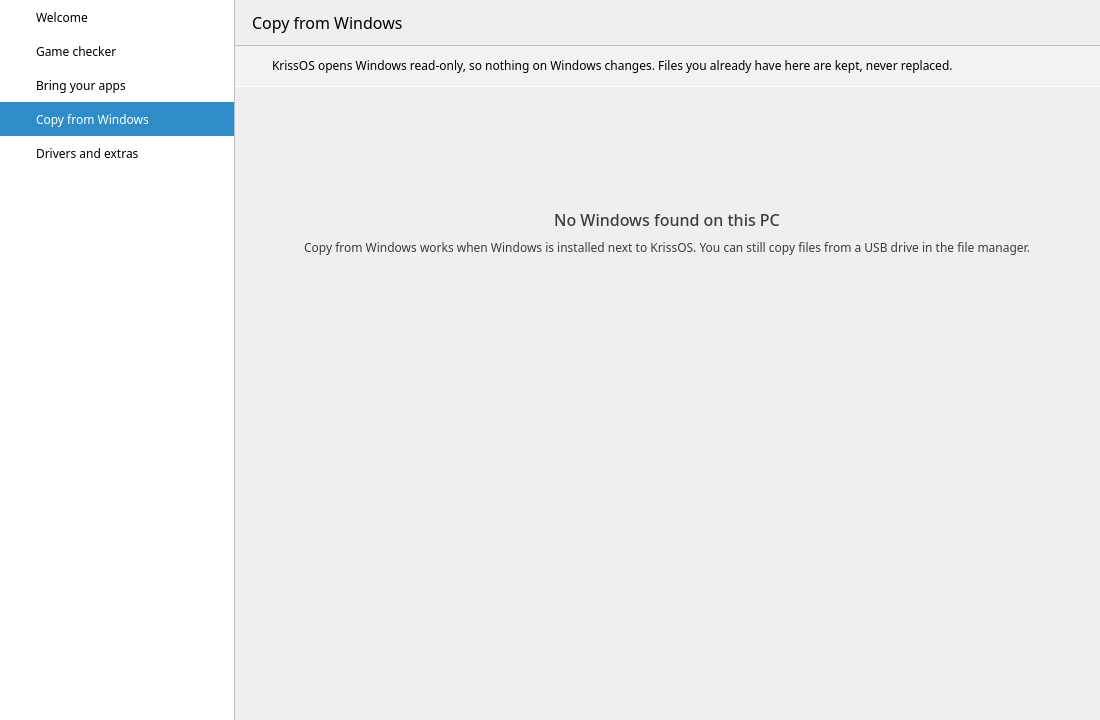 Welcome
Game checker
Bring your apps
Copy from Windows
Drivers and extras
Copy from Windows
KrissOS opens Windows read-only, so nothing on Windows changes. Files you already have here are kept, never replaced.
No Windows found on this PC
Copy from Windows works when Windows is installed next to KrissOS. You can still copy files from a USB drive in the file manager.